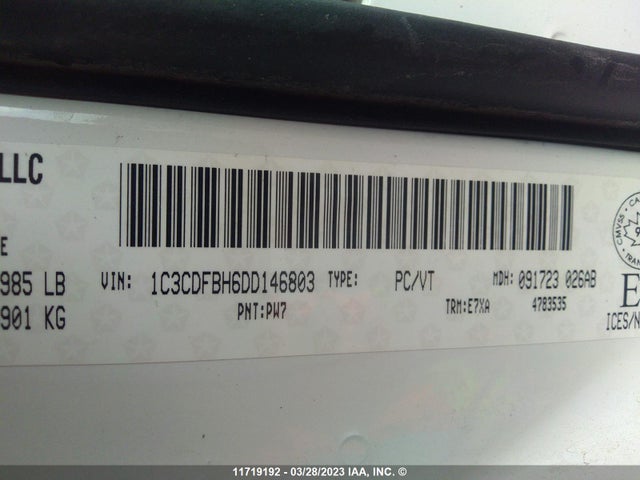 LLC
E
985 LB VIN: 1C3CDFBH6DD146803 TYPE: PC/VT MDH: 091723 026AB
901 KG PNT:PW7 TRM:E7XA 4783535
ICES/N
CMVSS
11719192 - 03/28/2023 IAA, INC. ©